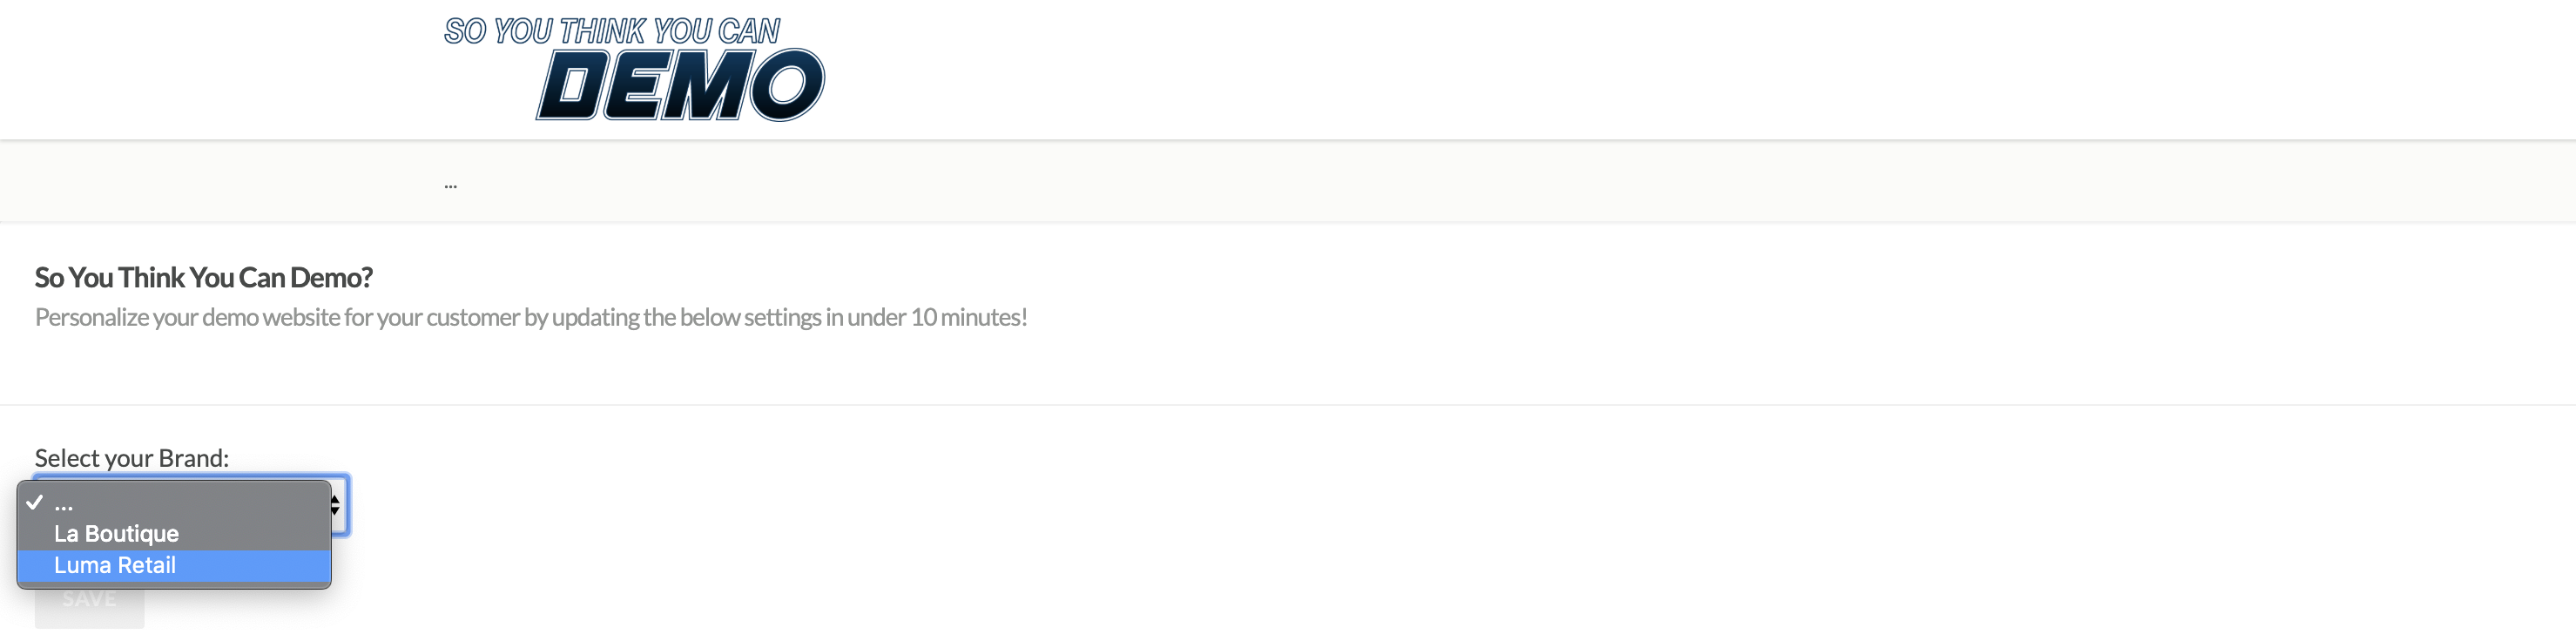 SO YOU THINK YOU CAN
DEMO
...
So You Think You Can Demo?
Personalize your demo website for your customer by updating the below settings in under 10 minutes!
Select your Brand:
...
La Boutique
Luma Retail
SAVE